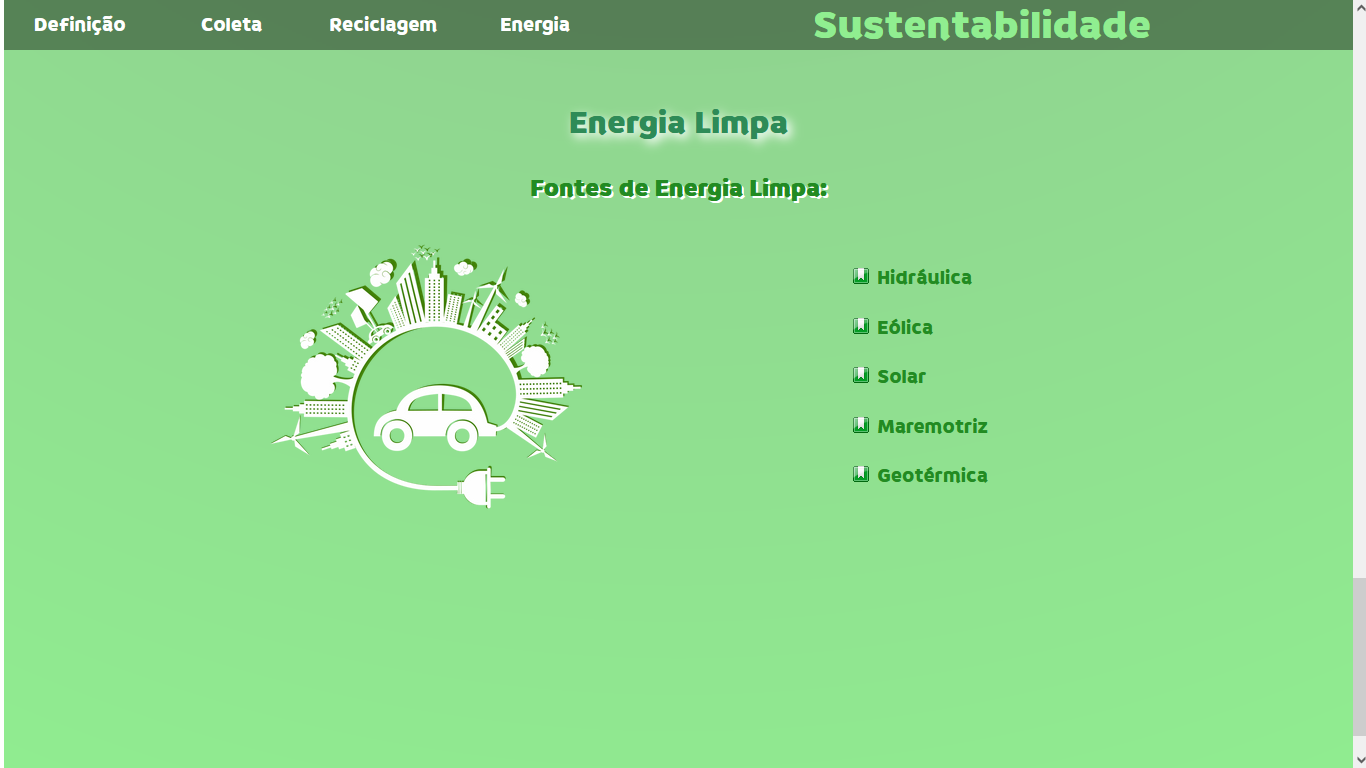 Definição Coleta Reciclagem Energia Sustentabilidade
Energia Limpa
Fontes de Energia Limpa:
Hidráulica
Eólica
Solar
Maremotriz
Geotérmica